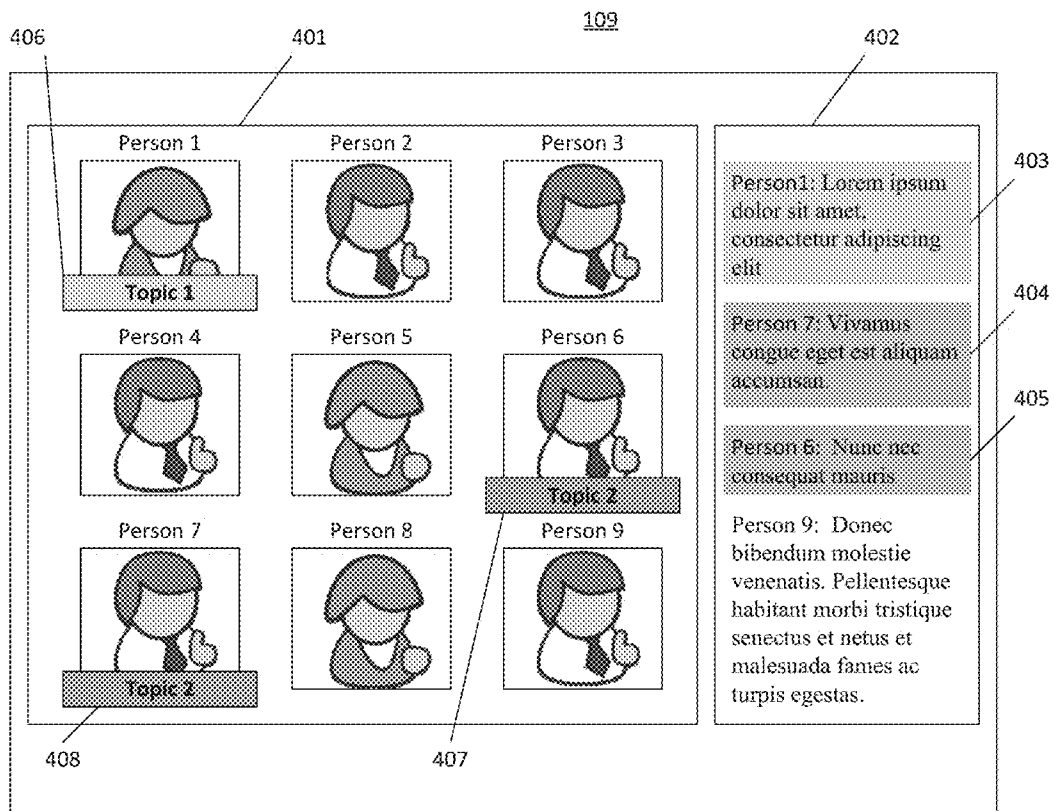 109
406
401
402
Person 1
Person 2
Person 3
Topic 1
Person 4
Person 5
Person 6
Topic 2
Person 7
Person 8
Person 9
Topic 2
408
407
Person1: Lorem ipsum
dolor sit amet,
consectetur adipiscing
elit
403
Person 7: Vivamus
congue eget est aliquam
accumsan.
404
Person 6: Nunc nec
consequat mauris
405
Person 9: Donec
bibendum molestie
venenatis. Pellentesque
habitant morbi tristique
senectus et netus et
malesuada fames ac
turpis egestas.